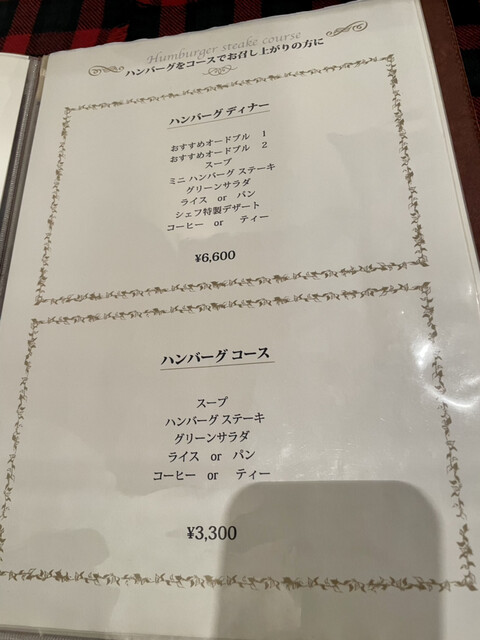 Humburger steake course
ハンバーグをコースでお召し上がりの方に
ハンバーグ ディナー
おすすめオードブル 1
おすすめオードブル 2
スープ
ミニ ハンバーグ ステーキ
グリーンサラダ
ライス or パン
シェフ特製デザート
コーヒー or ティー
¥6,600
ハンバーグ コース
スープ
ハンバーグ ステーキ
グリーンサラダ
ライス or パン
コーヒー or ティー
¥3,300